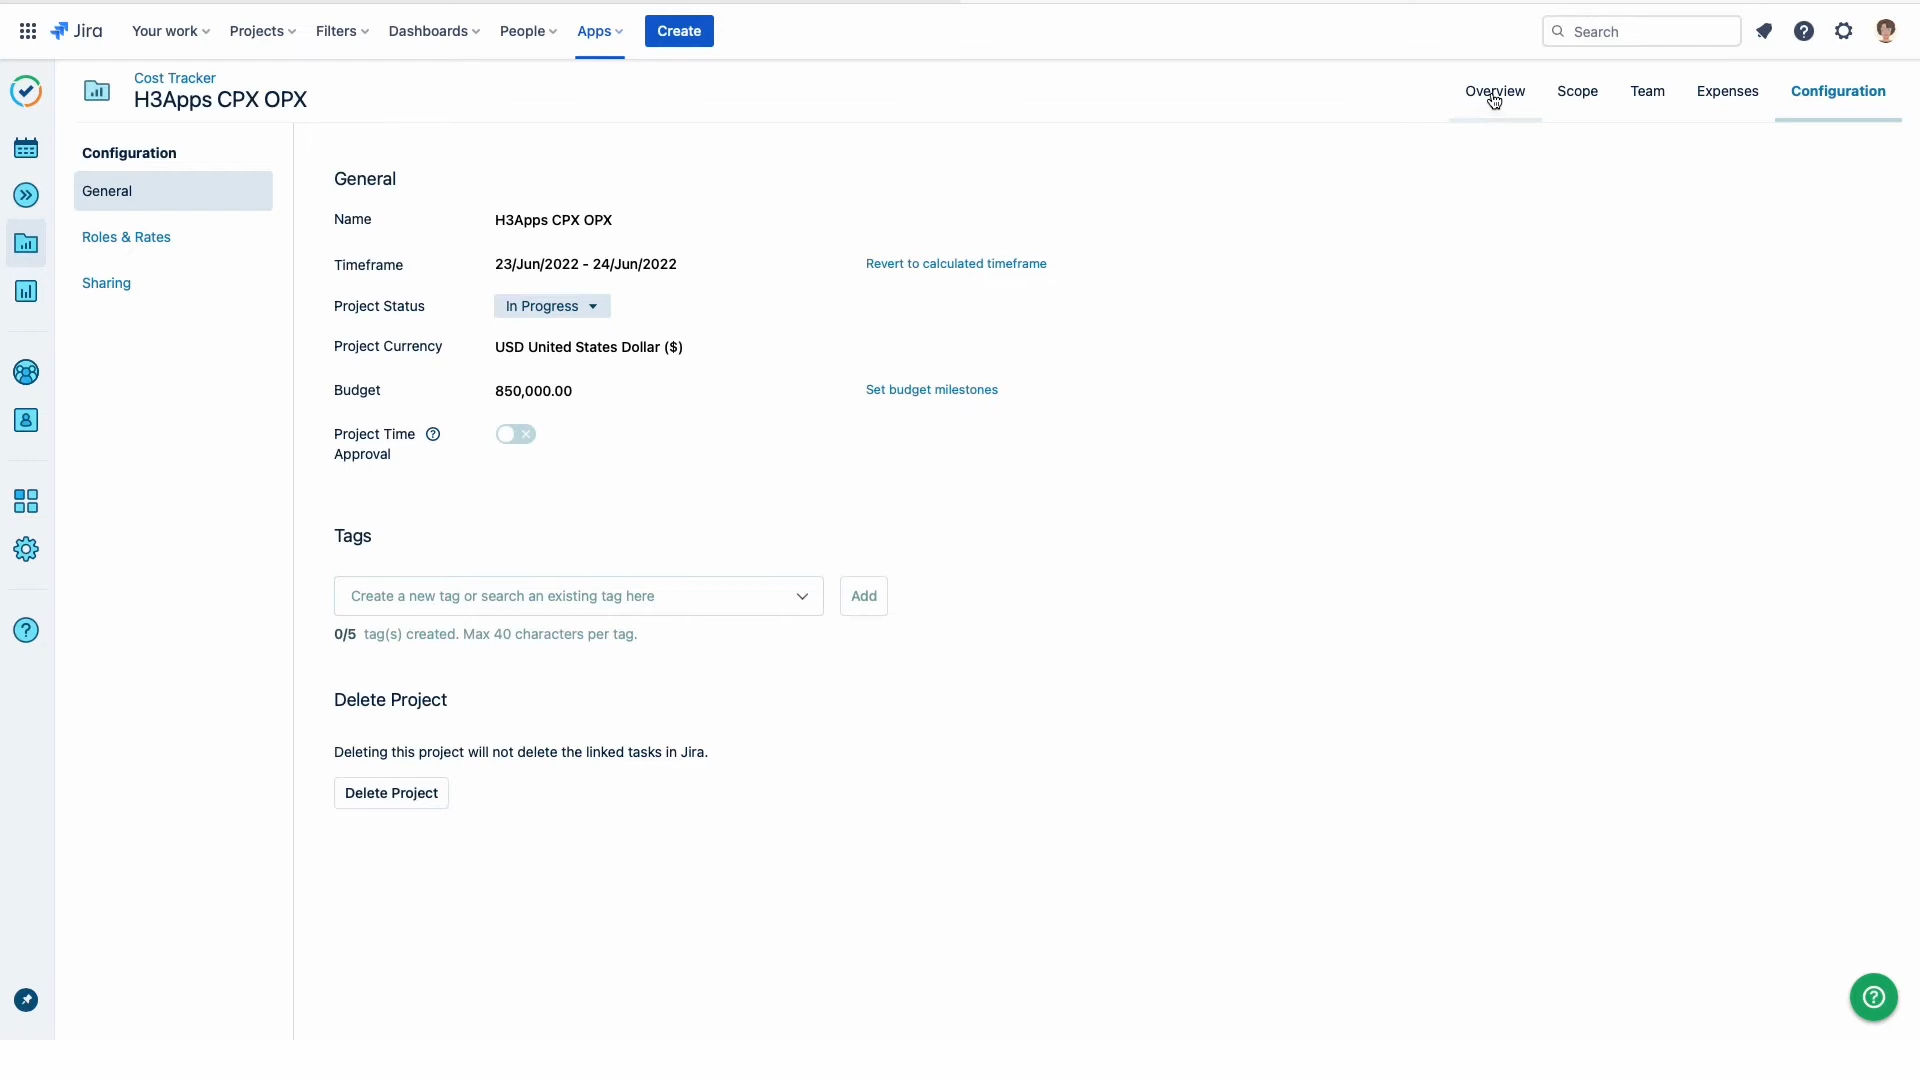 Jira
Your work
Projects
Filters
Dashboards
People
Apps
Create
Search
Cost Tracker
H3Apps CPX OPX
Overview
Scope
Team
Expenses
Configuration
Configuration
General
Roles & Rates
Sharing
General
Name
H3Apps CPX OPX
Timeframe
23/Jun/2022 - 24/Jun/2022
Revert to calculated timeframe
Project Status
In Progress
Project Currency
USD United States Dollar ($)
Budget
850,000.00
Set budget milestones
Project Time
Approval
Tags
Create a new tag or search an existing tag here
Add
0/5 tag(s) created. Max 40 characters per tag.
Delete Project
Deleting this project will not delete the linked tasks in Jira.
Delete Project